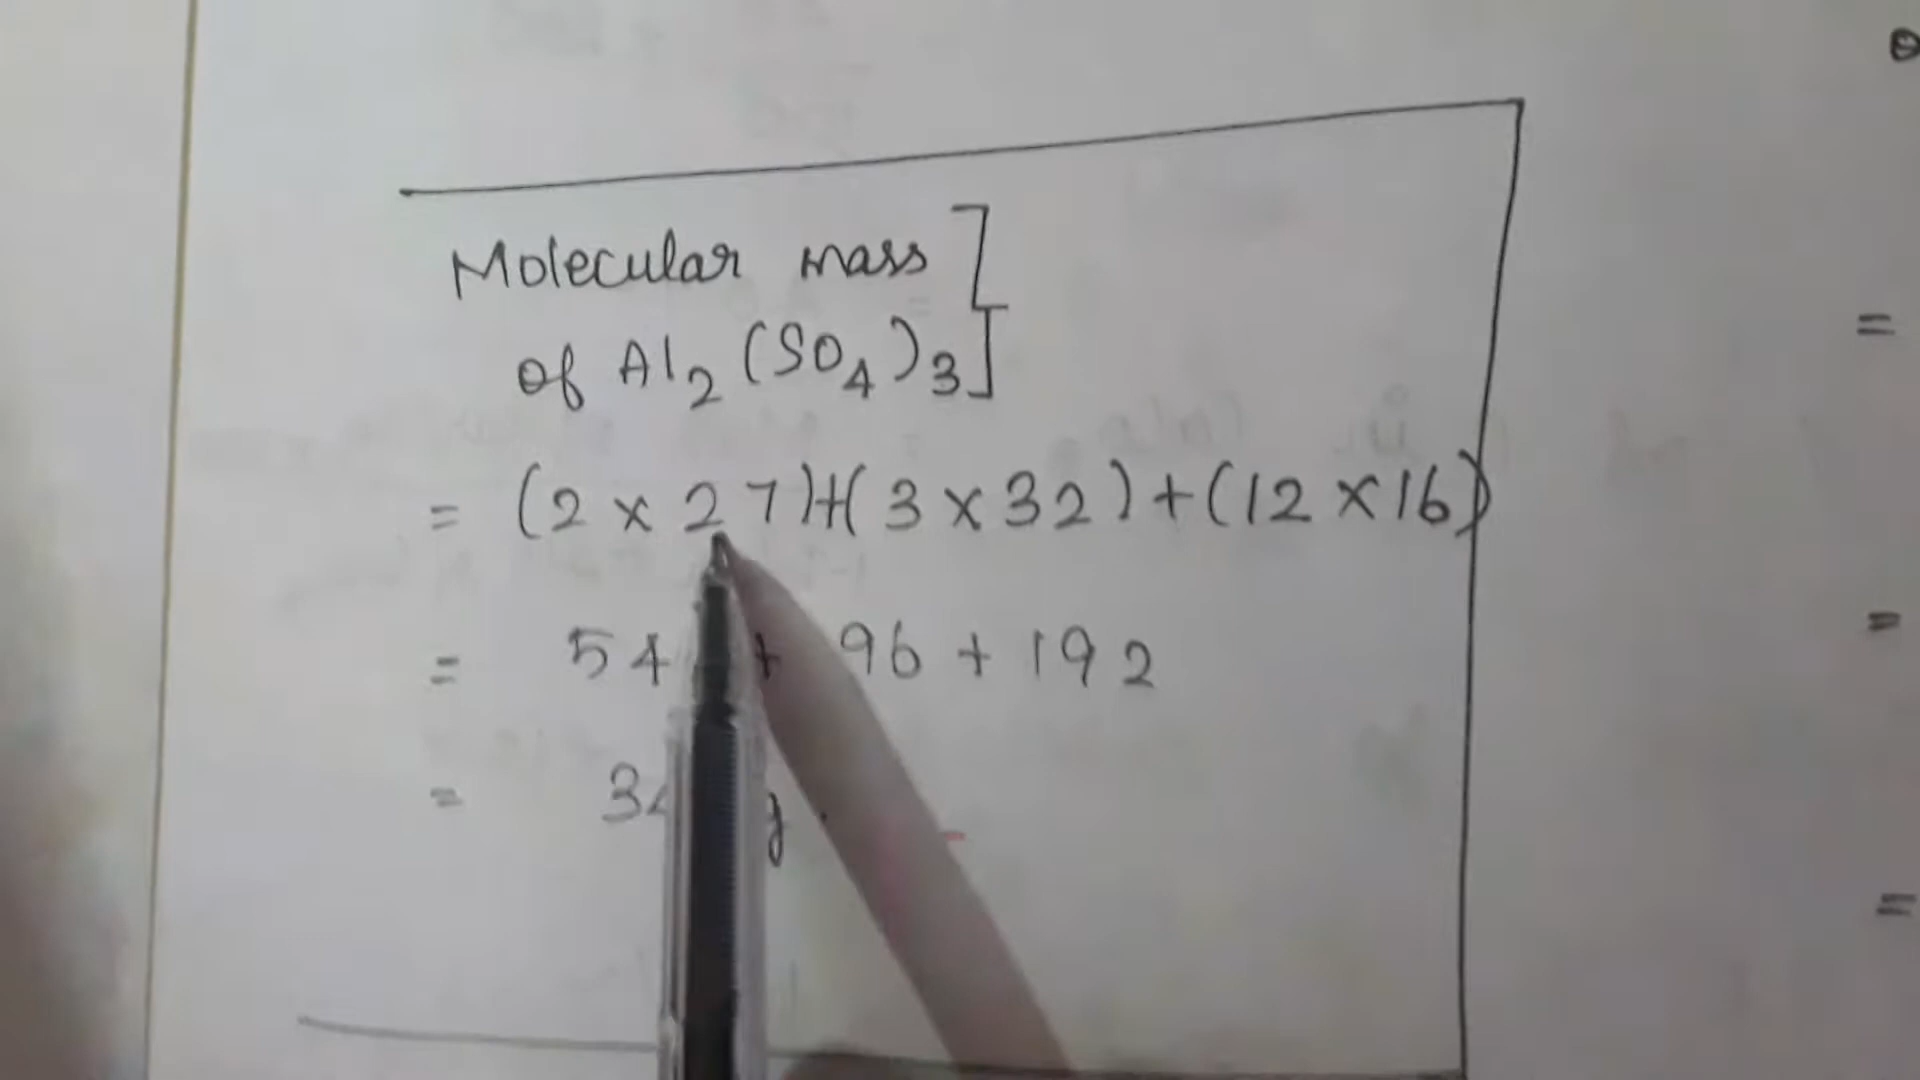 Molecular mass ]
of Al₂(SO₄)₃ ]
= (2 × 27)+(3 × 32)+(12 × 16)
= 54 + 96 + 192
= 34 g.
=
=
=